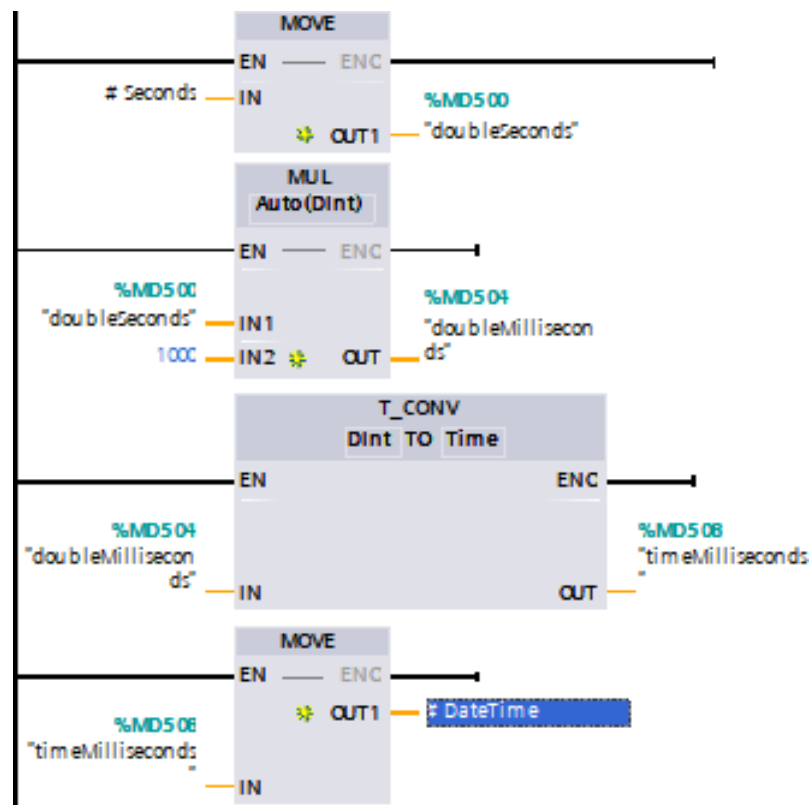 MOVE
EN ENO
# Seconds IN
%MD500
OUT1 "doubleSeconds"
MUL
Auto(DInt)
EN ENO
%MD500
"doubleSeconds" IN1
%MD504
"doubleMillisecon
ds"
1000 IN2 OUT
T_CONV
DInt TO Time
EN ENO
%MD504
"doubleMillisecon
ds"
IN
%MD508
"timeMilliseconds
"
OUT
MOVE
EN ENO
OUT1 # DateTime
%MD508
"timeMilliseconds
"
IN